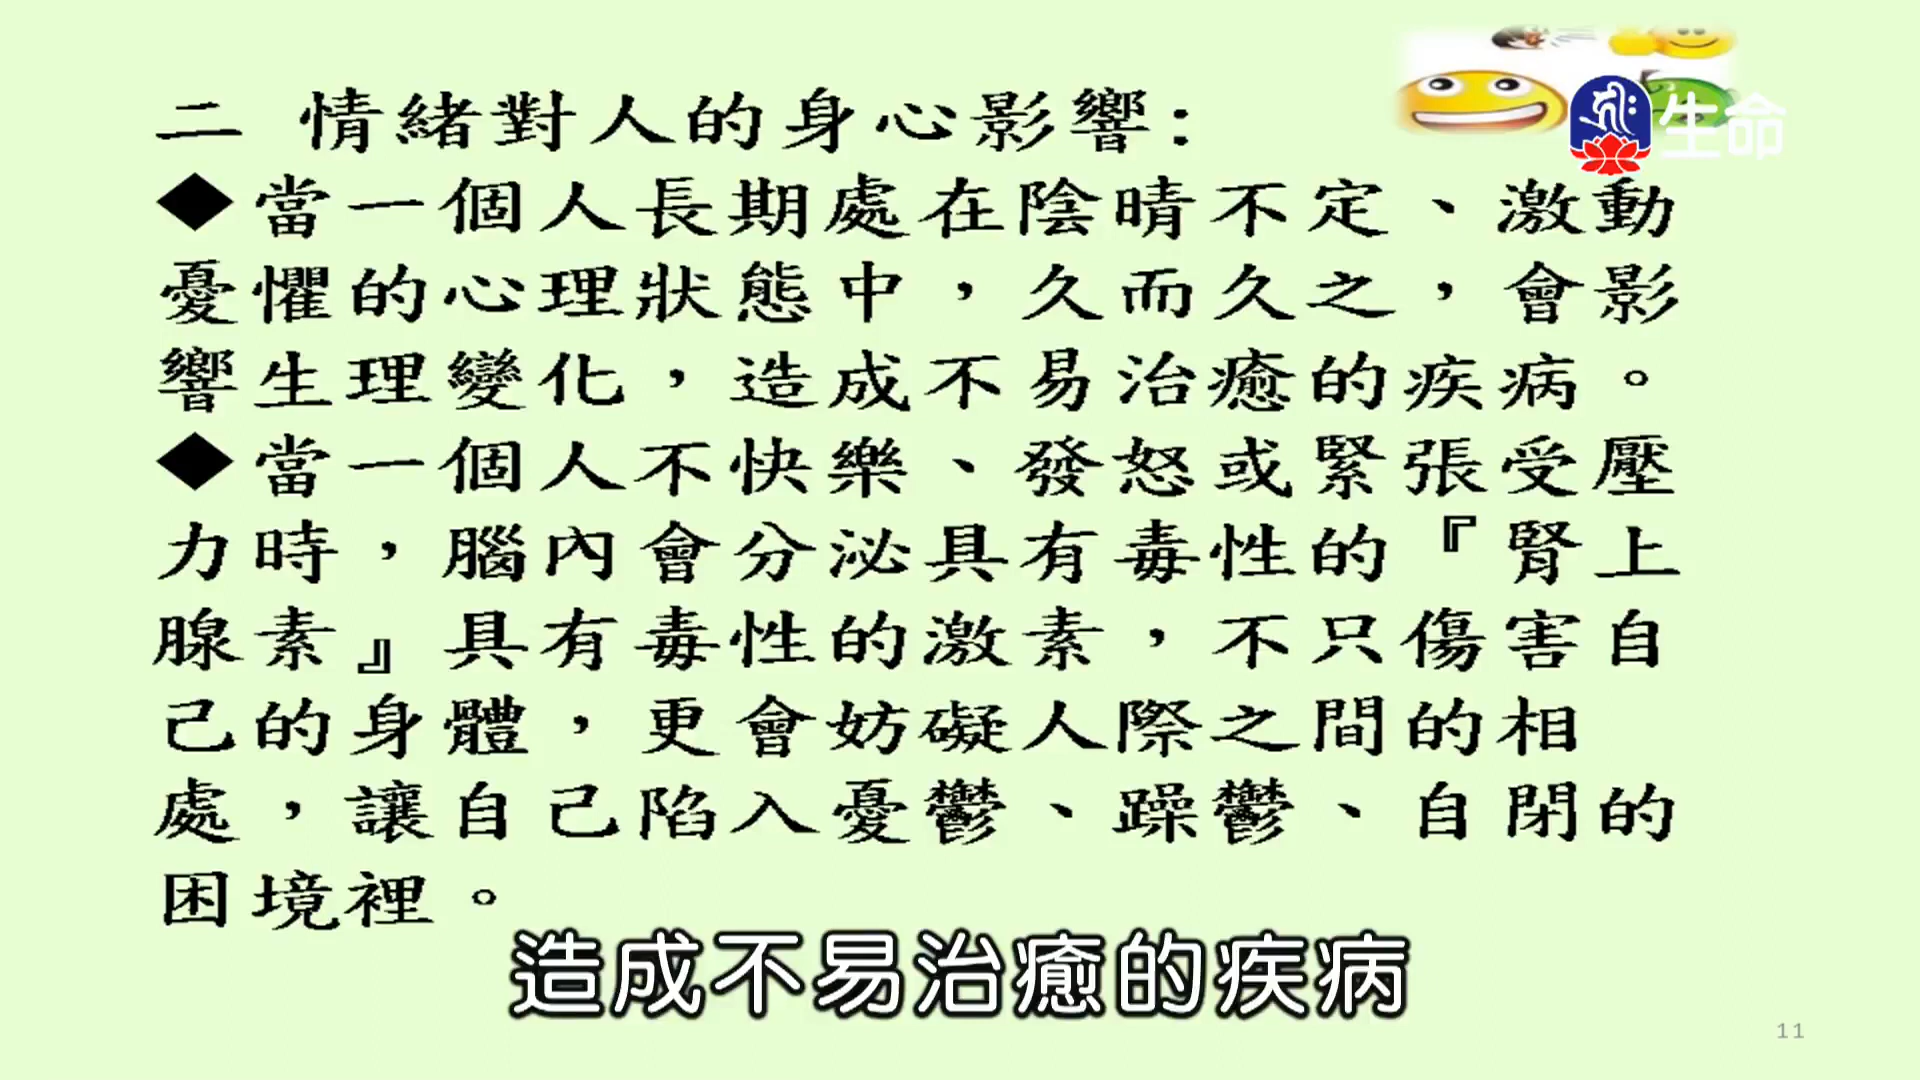 二 情緒對人的身心影響:
◆當一個人長期處在陰晴不定、激動
憂懼的心理狀態中，久而久之，會影
響生理變化，造成不易治癒的疾病。
◆當一個人不快樂、發怒或緊張受壓
力時，腦內會分泌具有毒性的『腎上
腺素』具有毒性的激素，不只傷害自
己的身體，更會妨礙人際之間的相
處，讓自己陷入憂鬱、躁鬱、自閉的
困境裡。
生命
造成不易治癒的疾病
11